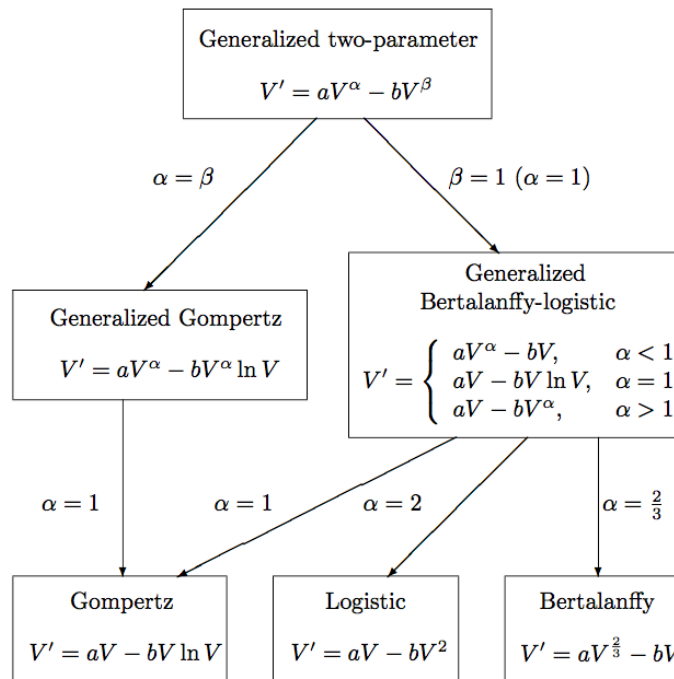 Generalized two-parameter
V′ = aV^α − bV^β
α = β
β = 1 (α = 1)
Generalized
Bertalanffy-logistic
V′ = { aV^α − bV, α < 1
aV − bV ln V, α = 1
aV − bV^α, α > 1
Generalized Gompertz
V′ = aV^α − bV^α ln V
α = 1
α = 1
α = 2
α = 2/3
Gompertz
V′ = aV − bV ln V
Logistic
V′ = aV − bV²
Bertalanffy
V′ = aV^(2/3) − bV